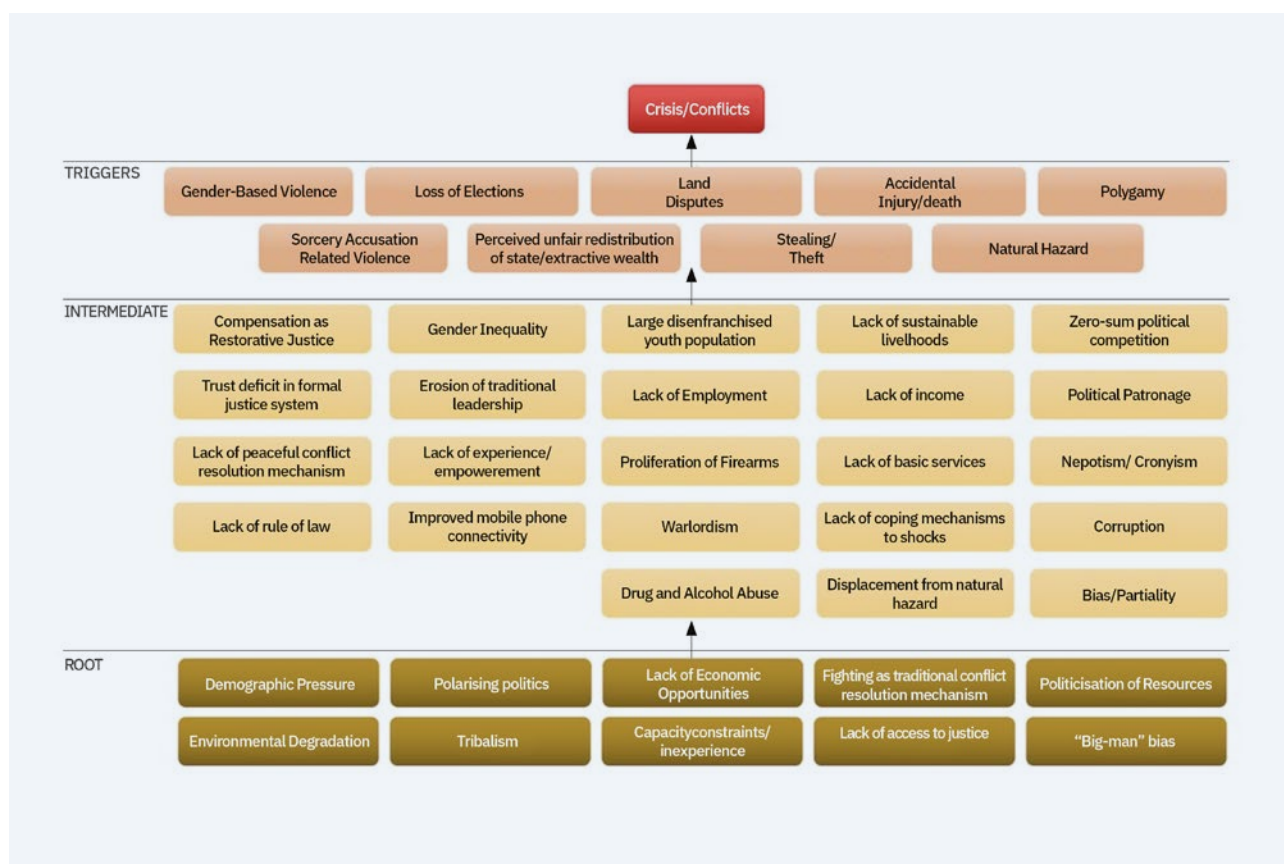 Crisis/Conflicts
TRIGGERS
Gender-Based Violence
Loss of Elections
Land
Disputes
Accidental
Injury/death
Polygamy
Sorcery Accusation
Related Violence
Perceived unfair redistribution
of state/extractive wealth
Stealing/
Theft
Natural Hazard
INTERMEDIATE
Compensation as
Restorative Justice
Gender Inequality
Large disenfranchised
youth population
Lack of sustainable
livelhoods
Zero-sum political
competition
Trust deficit in formal
justice system
Erosion of traditional
leadership
Lack of Employment
Lack of income
Political Patronage
Lack of peaceful conflict
resolution mechanism
Lack of experience/
empowerement
Proliferation of Firearms
Lack of basic services
Nepotism/ Cronyism
Lack of rule of law
Improved mobile phone
connectivity
Warlordism
Lack of coping mechanisms
to shocks
Corruption
Drug and Alcohol Abuse
Displacement from natural
hazard
Bias/Partiality
ROOT
Demographic Pressure
Polarising politics
Lack of Economic
Opportunities
Fighting as traditional conflict
resolution mechanism
Politicisation of Resources
Environmental Degradation
Tribalism
Capacityconstraints/
inexperience
Lack of access to justice
“Big-man” bias